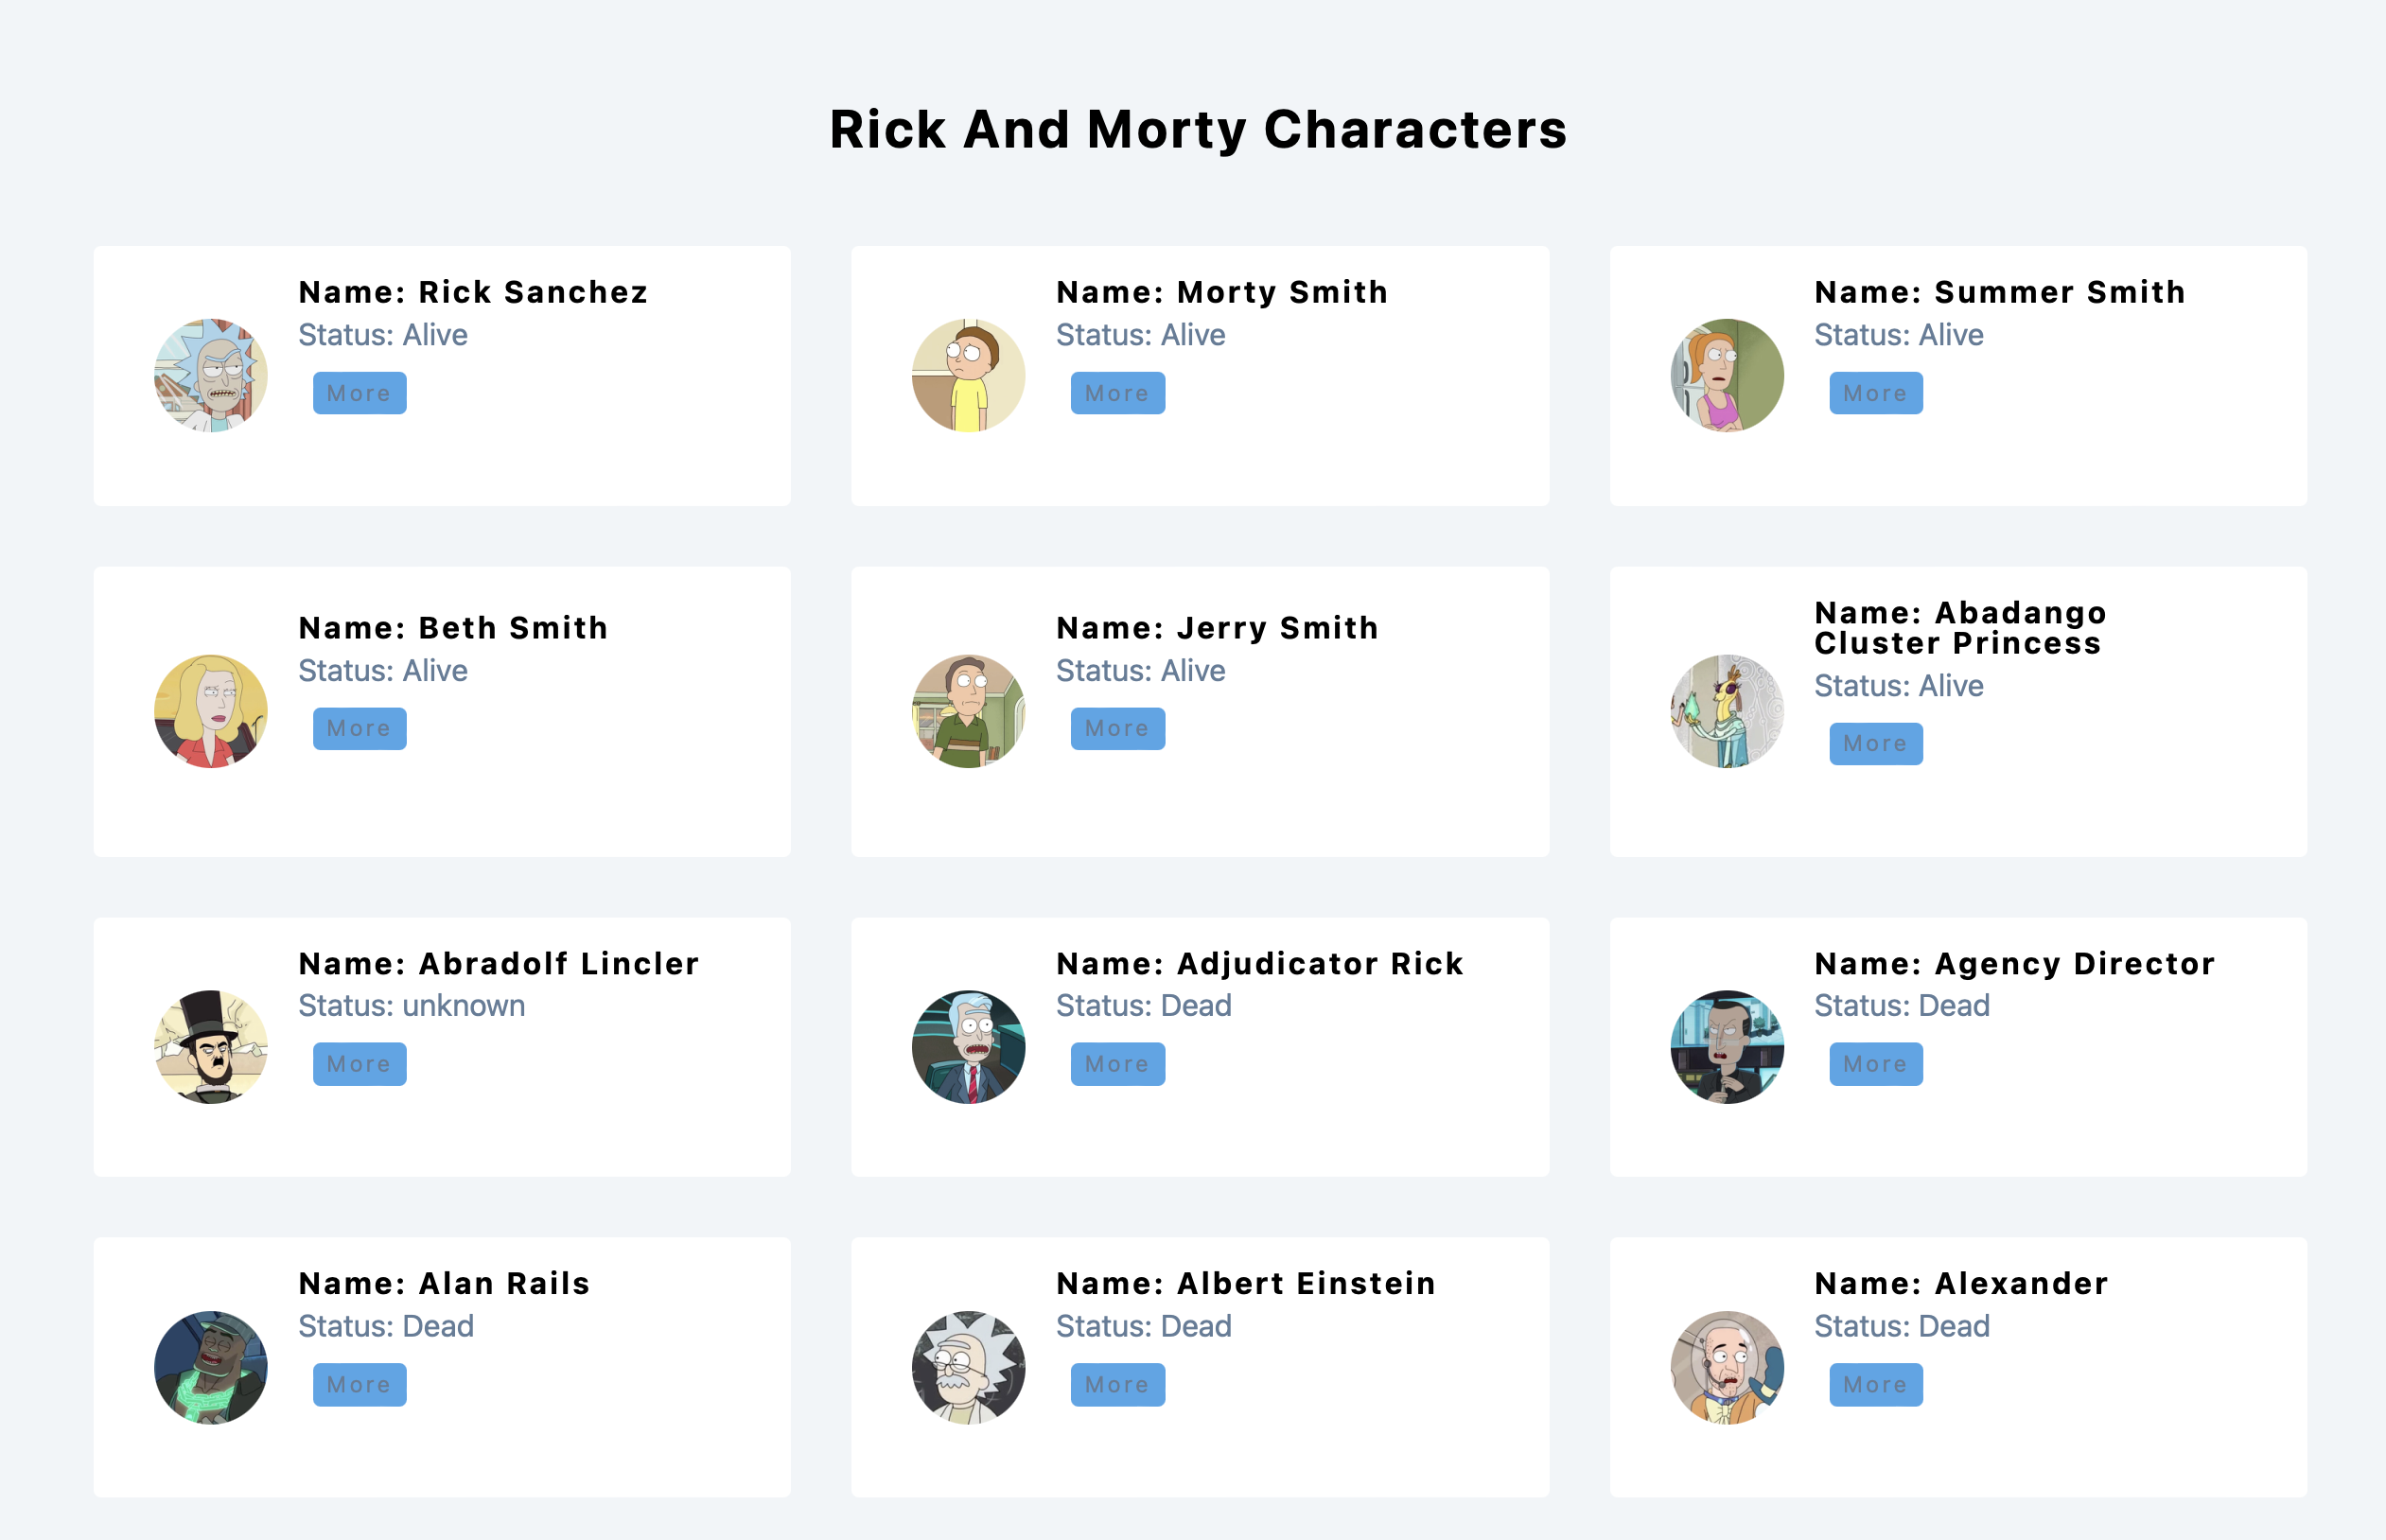 Rick And Morty Characters
Name: Rick Sanchez
Status: Alive
More
Name: Morty Smith
Status: Alive
More
Name: Summer Smith
Status: Alive
More
Name: Beth Smith
Status: Alive
More
Name: Jerry Smith
Status: Alive
More
Name: Abadango
Cluster Princess
Status: Alive
More
Name: Abradolf Lincler
Status: unknown
More
Name: Adjudicator Rick
Status: Dead
More
Name: Agency Director
Status: Dead
More
Name: Alan Rails
Status: Dead
More
Name: Albert Einstein
Status: Dead
More
Name: Alexander
Status: Dead
More